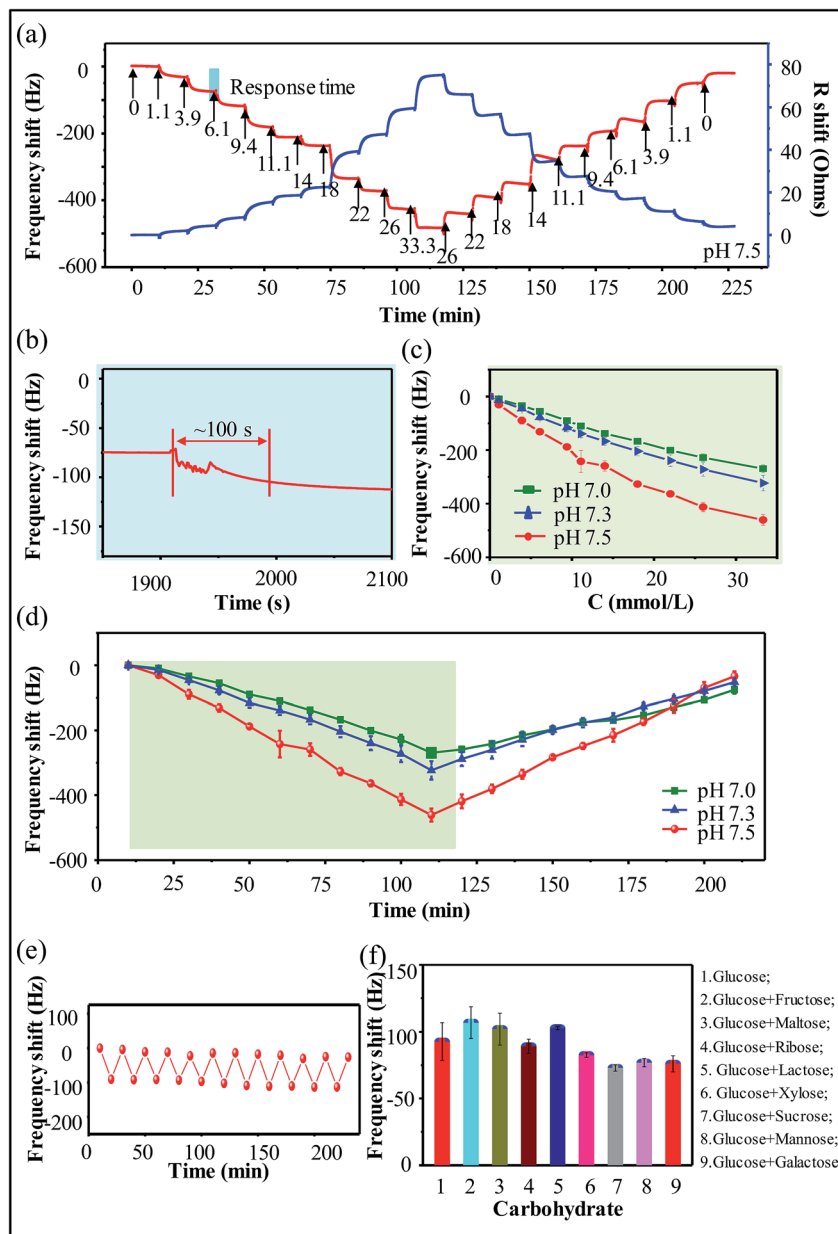 (a)
Frequency shift (Hz)
0
-200
-400
-600
Response time
0 1.1 3.9 6.1 9.4 11.1 14 18 22 26 33.3 26 22 18 14 11.1 9.4 6.1 3.9 1.1 0
80
60
40
20
0
R shift (Ohms)
pH 7.5
0 25 50 75 100 125 150 175 200 225
Time (min)
(b)
Frequency shift (Hz)
0
-50
-75
-100
-150
~100 s
1900 2000 2100
Time (s)
(c)
Frequency shift (Hz)
0
-200
-400
-600
pH 7.0
pH 7.3
pH 7.5
0 10 20 30
C (mmol/L)
(d)
Frequency shift (Hz)
0
-200
-400
-600
pH 7.0
pH 7.3
pH 7.5
0 25 50 75 100 125 150 175 200
Time (min)
(e)
Frequency shift (Hz)
100
0
-100
-200
0 100 200
Time (min)
(f)
Frequency shift (Hz)
-150
-100
-50
0
1 2 3 4 5 6 7 8 9
Carbohydrate
1.Glucose;
2.Glucose+Fructose;
3.Glucose+Maltose;
4.Glucose+Ribose;
5. Glucose+Lactose;
6. Glucose+Xylose;
7.Glucose+Sucrose;
8.Glucose+Mannose;
9.Glucose+Galactose